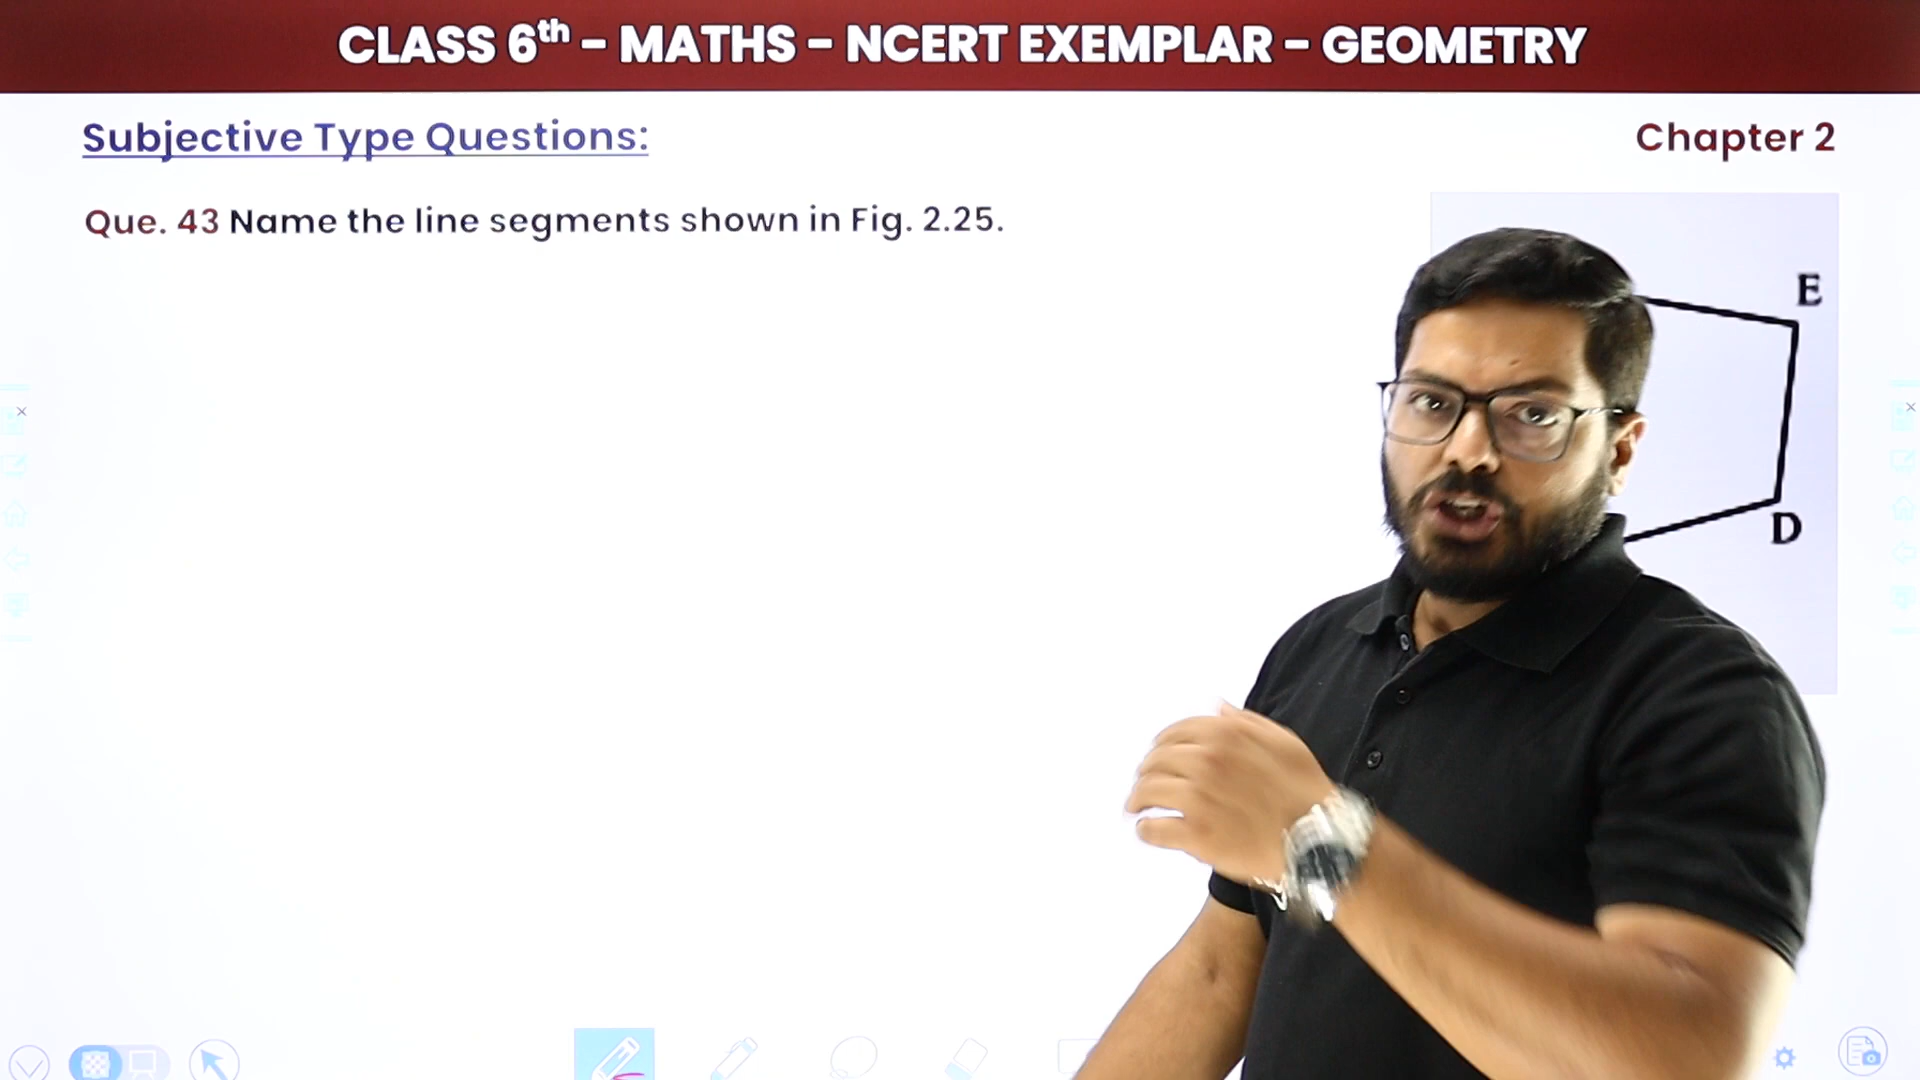 CLASS 6th – MATHS – NCERT EXEMPLAR – GEOMETRY
Subjective Type Questions:
Chapter 2
Que. 43 Name the line segments shown in Fig. 2.25.
E
D